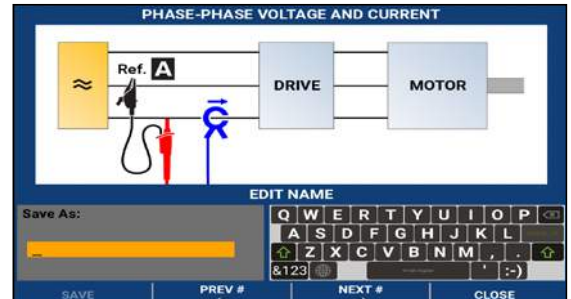 PHASE-PHASE VOLTAGE AND CURRENT
Ref. A
DRIVE
MOTOR
EDIT NAME
Save As:
Q W E R T Y U I O P
A S D F G H J K L
Z X C V B N M , .
&123 ' :-)
SAVE
PREV #
NEXT #
CLOSE